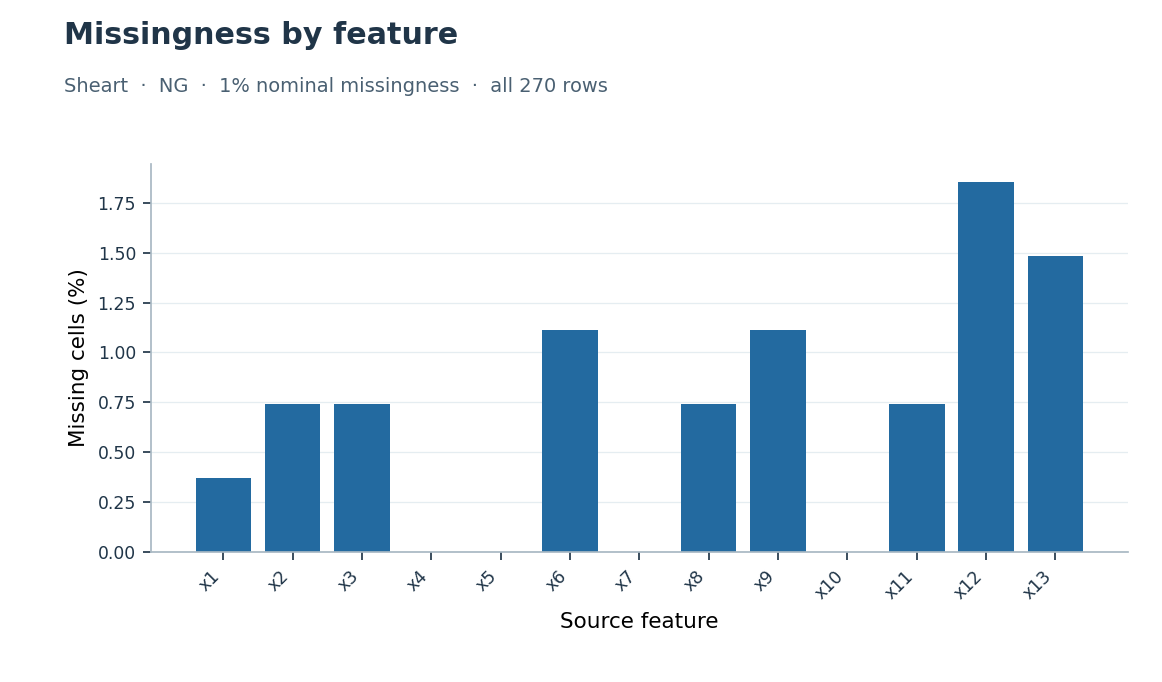 Missingness by feature
Sheart · NG · 1% nominal missingness · all 270 rows
1.75
1.50
1.25
1.00
0.75
0.50
0.25
0.00
Missing cells (%)
x1 x2 x3 x4 x5 x6 x7 x8 x9 x10 x11 x12 x13
Source feature